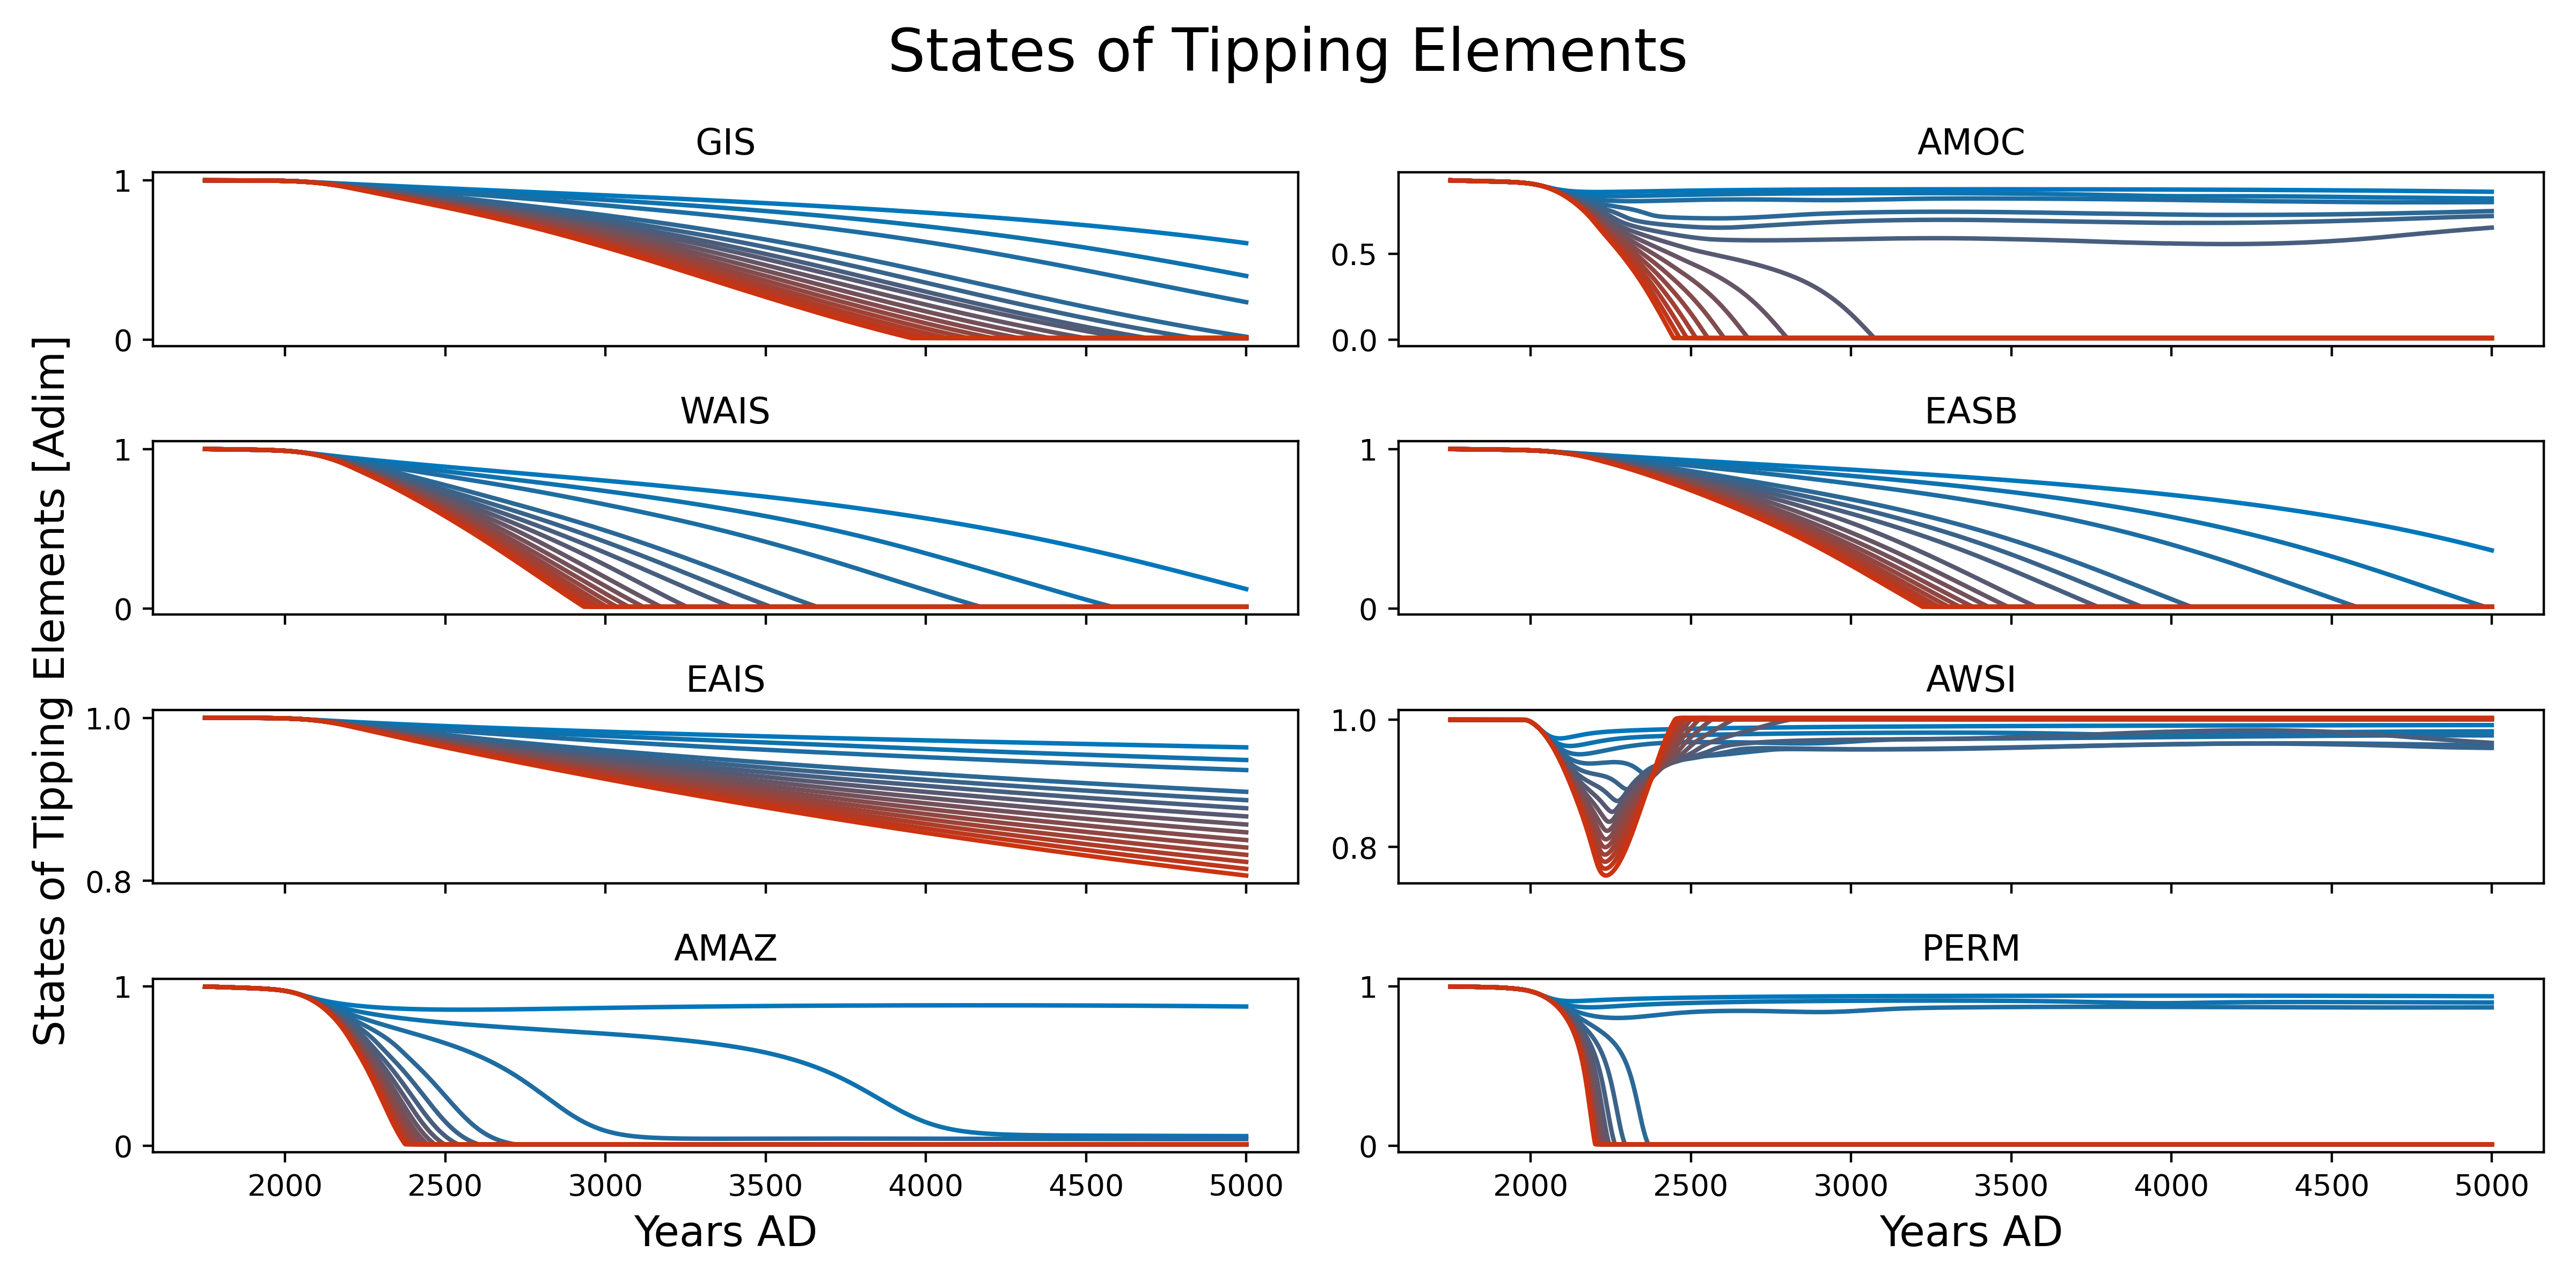 States of Tipping Elements
States of Tipping Elements [Adim]
GIS
1
0
AMOC
0.5
0.0
WAIS
1
0
EASB
1
0
EAIS
1.0
0.8
AWSI
1.0
0.8
AMAZ
1
0
2000 2500 3000 3500 4000 4500 5000
Years AD
PERM
1
0
2000 2500 3000 3500 4000 4500 5000
Years AD